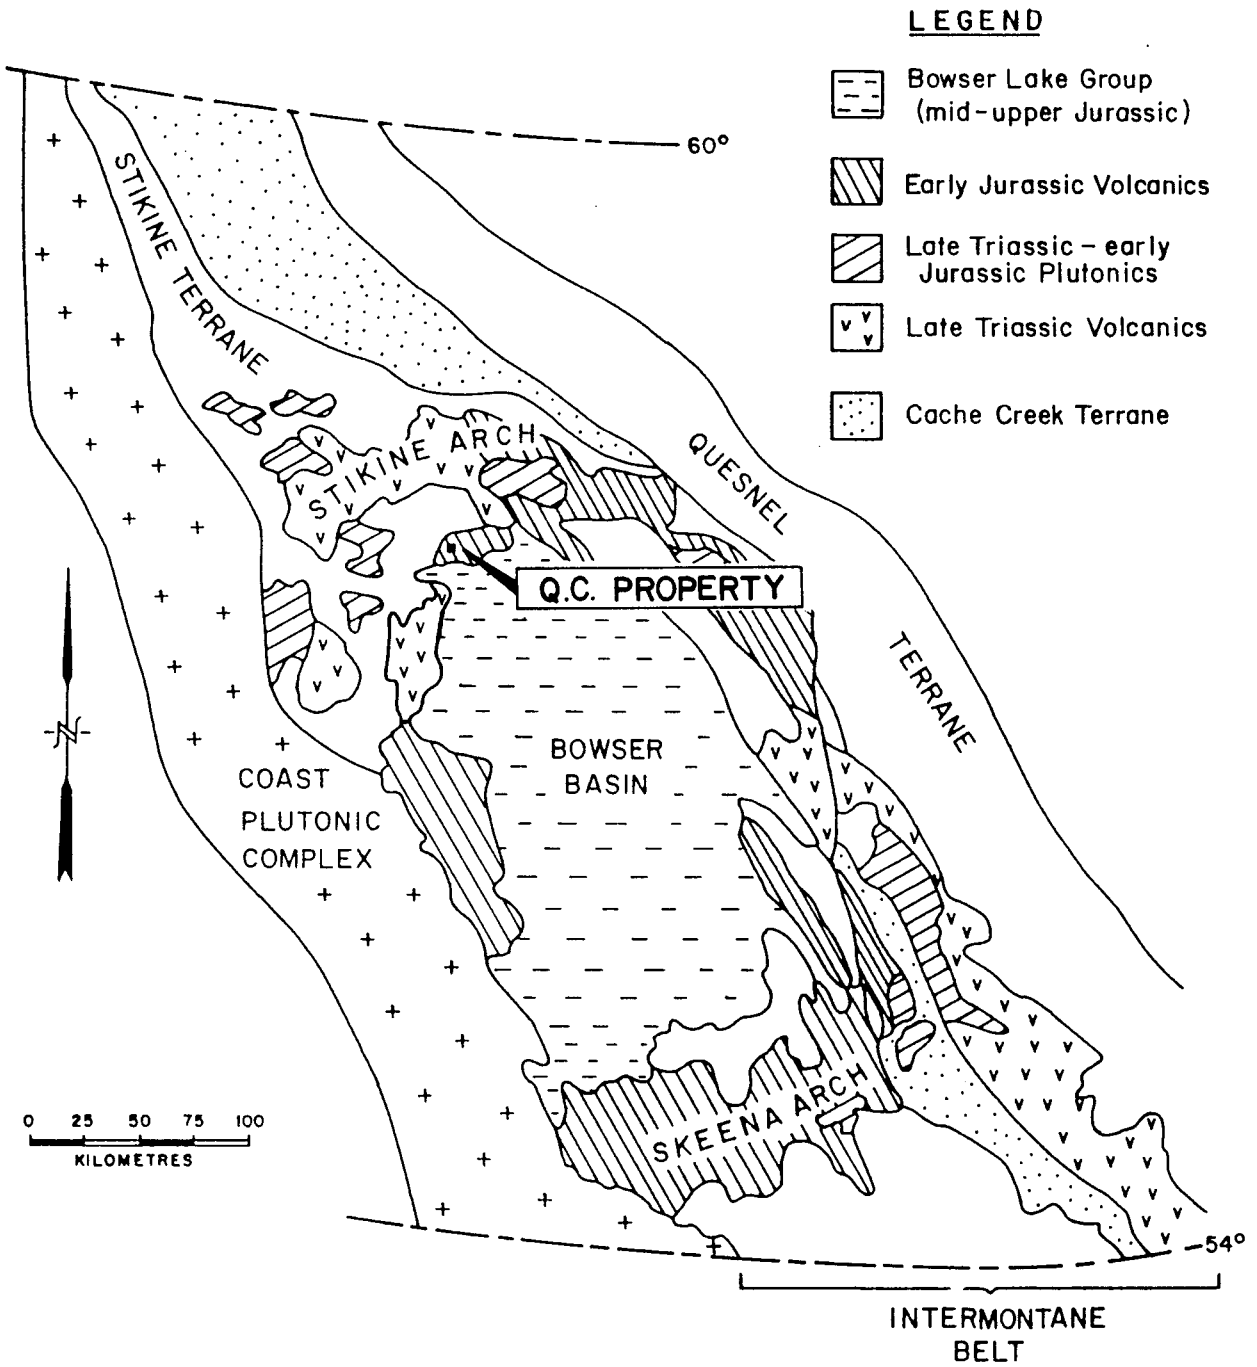 LEGEND
Bowser Lake Group
(mid-upper Jurassic)
Early Jurassic Volcanics
Late Triassic – early
Jurassic Plutonics
Late Triassic Volcanics
Cache Creek Terrane
60°
STIKINE TERRANE
STIKINE ARCH
QUESNEL
TERRANE
Q.C. PROPERTY
N
BOWSER
BASIN
COAST
PLUTONIC
COMPLEX
SKEENA ARCH
0 25 50 75 100
KILOMETRES
54°
INTERMONTANE
BELT